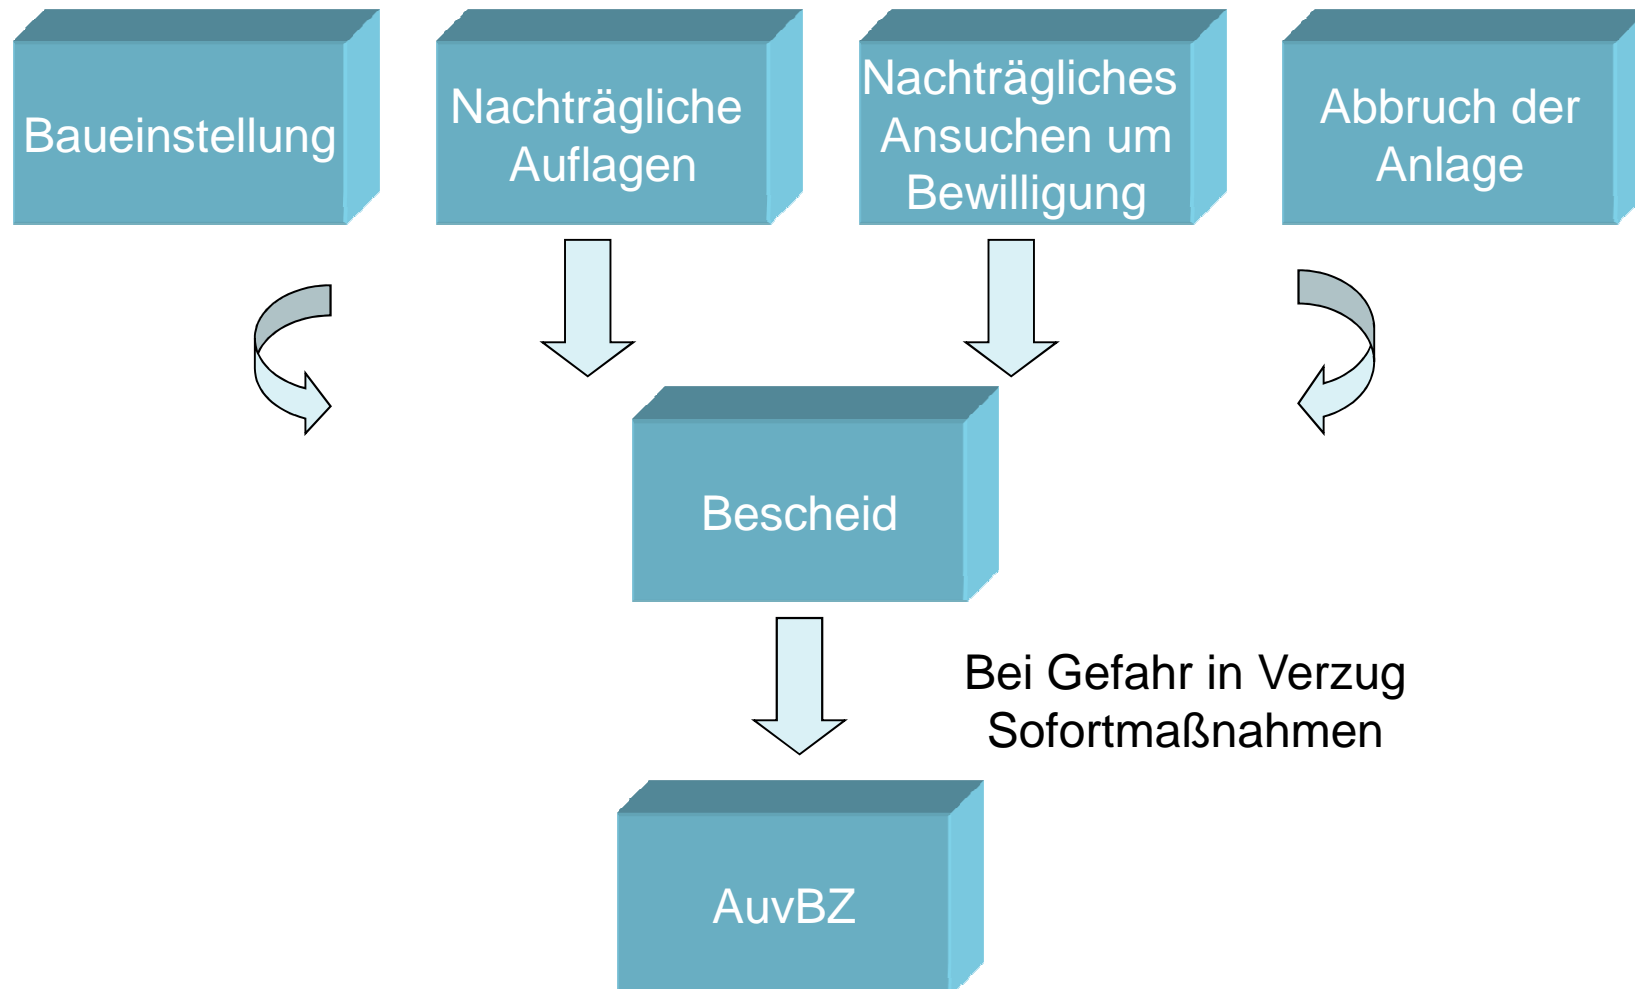 Baueinstellung
Nachträgliche
Auflagen
Nachträgliches
Ansuchen um
Bewilligung
Abbruch der
Anlage
Bescheid
Bei Gefahr in Verzug
Sofortmaßnahmen
AuvBZ